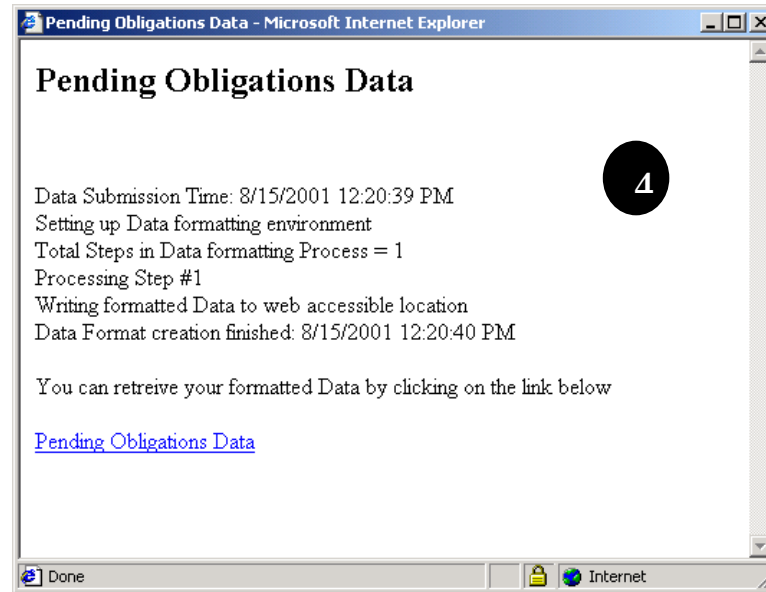 Pending Obligations Data - Microsoft Internet Explorer
Pending Obligations Data
4
Data Submission Time: 8/15/2001 12:20:39 PM
Setting up Data formatting environment
Total Steps in Data formatting Process = 1
Processing Step #1
Writing formatted Data to web accessible location
Data Format creation finished: 8/15/2001 12:20:40 PM
You can retreive your formatted Data by clicking on the link below
Pending Obligations Data
Done Internet